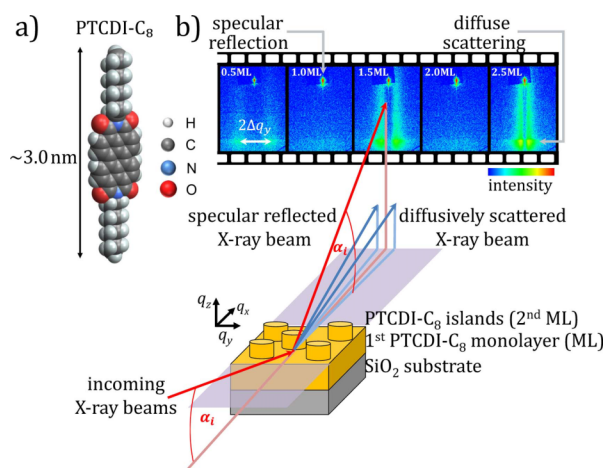 a)
PTCDI-C8
~3.0 nm
H
C
N
O
b)
specular
reflection
diffuse
scattering
0.5ML
1.0ML
1.5ML
2.0ML
2.5ML
2Δqy
intensity
specular reflected
X-ray beam
αi
diffusively scattered
X-ray beam
qz
qx
qy
PTCDI-C8 islands (2nd ML)
1st PTCDI-C8 monolayer (ML)
SiO2 substrate
incoming
X-ray beams
αi